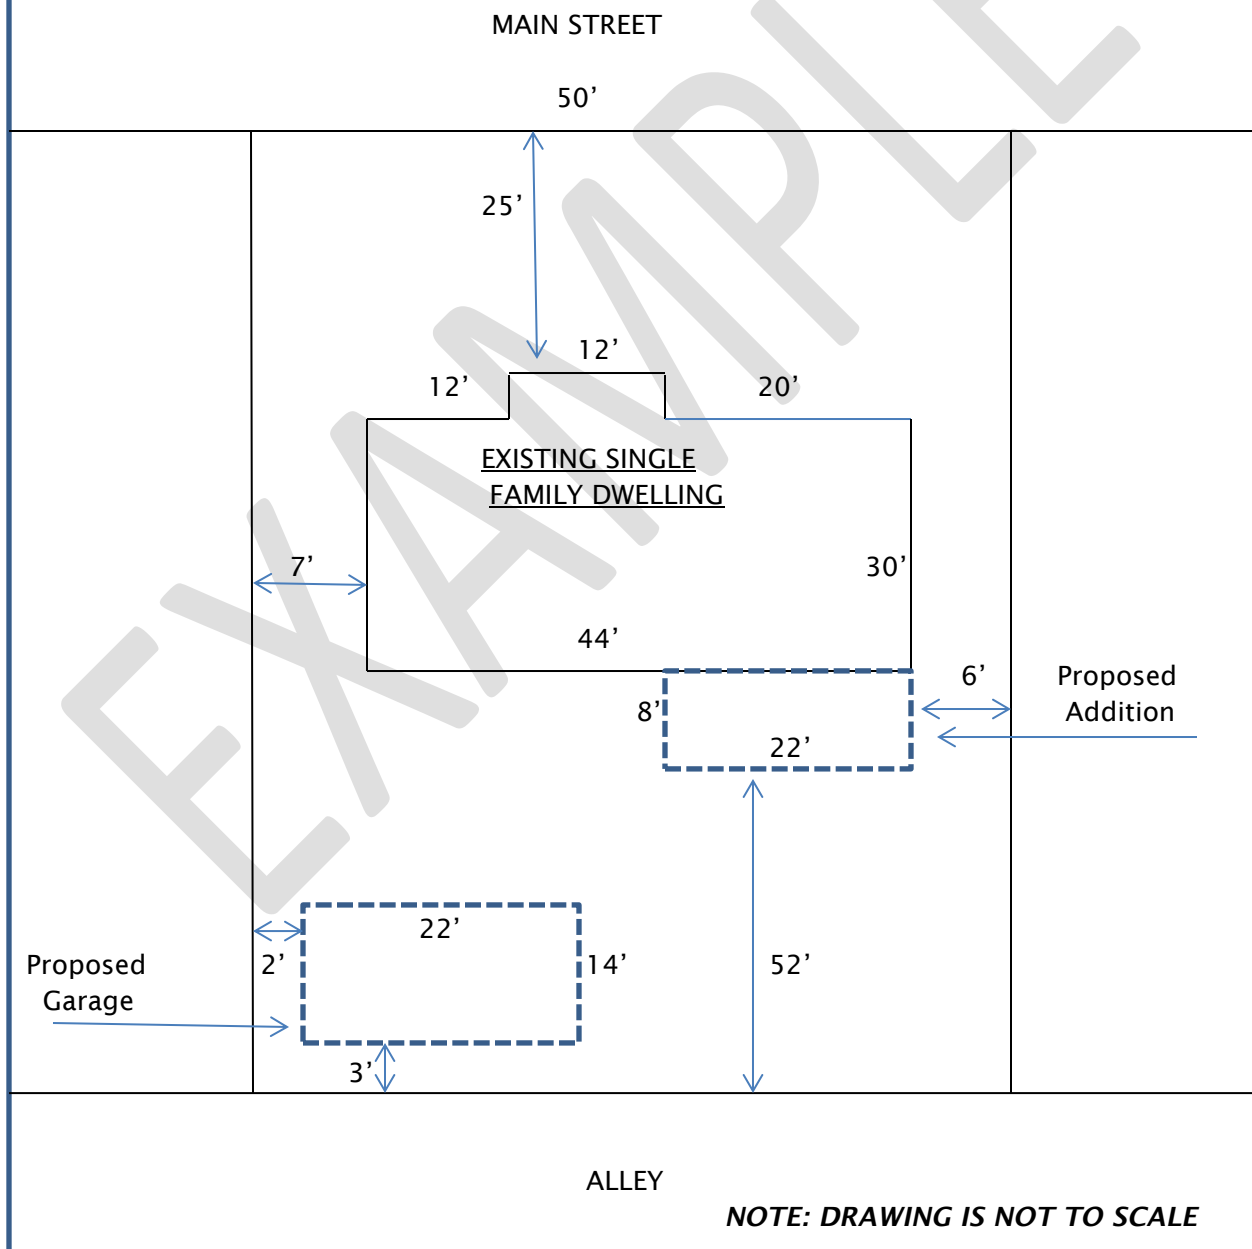 MAIN STREET
50’
25’
12’
12’
20’
EXISTING SINGLE
FAMILY DWELLING
7’
30’
44’
6’
Proposed
Addition
8’
22’
22’
Proposed
Garage
2’
14’
52’
3’
ALLEY
NOTE: DRAWING IS NOT TO SCALE
EXAMPLE